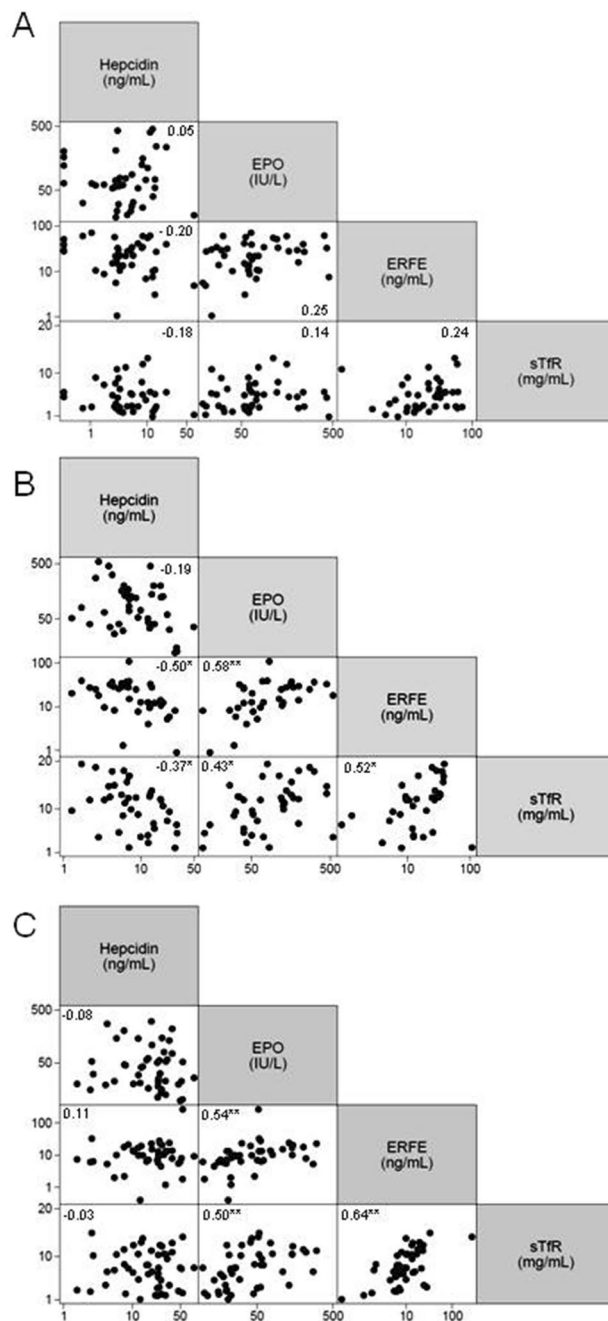 A
Hepcidin
(ng/mL)
500
50
0.05
EPO
(IU/L)
100
10
1
-0.20
0.25
ERFE
(ng/mL)
20
10
1
-0.18
0.14
0.24
sTfR
(mg/mL)
1 10 50 50 500 10 100
B
Hepcidin
(ng/mL)
500
50
-0.19
EPO
(IU/L)
100
10
1
-0.50*
0.58**
ERFE
(ng/mL)
20
10
1
-0.37*
0.43*
0.52*
sTfR
(mg/mL)
1 10 50 50 500 10 100
C
Hepcidin
(ng/mL)
500
50
-0.08
EPO
(IU/L)
100
10
1
0.11
0.54**
ERFE
(ng/mL)
20
10
1
-0.03
0.50**
0.64**
sTfR
(mg/mL)
1 10 50 50 500 10 100